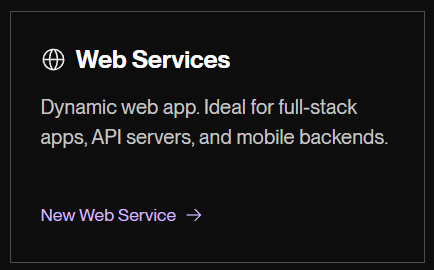 Web Services
Dynamic web app. Ideal for full-stack
apps, API servers, and mobile backends.
New Web Service →